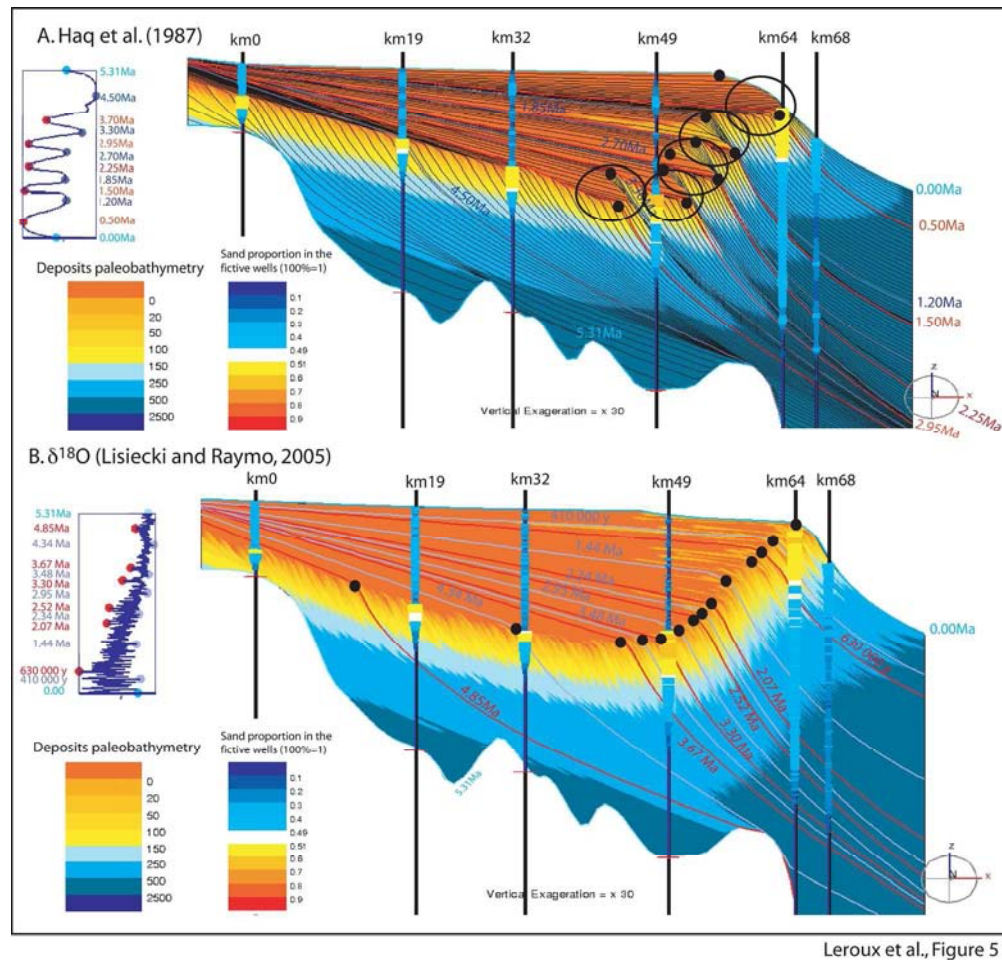 A. Haq et al. (1987)
km0
km19
km32
km49
km64
km68
5.31Ma
4.50Ma
3.70Ma
3.30Ma
2.95Ma
2.70Ma
2.25Ma
1.85Ma
1.50Ma
1.20Ma
0.50Ma
0.00Ma
1.85Ma
2.70Ma
4.50Ma
5.31Ma
0.00Ma
0.50Ma
1.20Ma
1.50Ma
2.25Ma
2.95Ma
Deposits paleobathymetry
0
20
50
100
150
250
500
2500
Sand proportion in the
fictive wells (100%=1)
0.1
0.2
0.3
0.4
0.49
0.51
0.6
0.7
0.8
0.9
Vertical Exageration = x 30
z
N
x
B. δ18O (Lisiecki and Raymo, 2005)
km0
km19
km32
km49
km64
km68
5.31Ma
4.85Ma
4.34 Ma
3.67 Ma
3.48 Ma
3.30 Ma
2.95 Ma
2.52 Ma
2.34 Ma
2.07 Ma
1.44 Ma
630 000 y
410 000 y
0.00
410 000 y
1.44 Ma
4.34 Ma
4.85Ma
5.31Ma
3.67 Ma
3.30 Ma
2.52 Ma
2.07 Ma
0.00Ma
Deposits paleobathymetry
0
20
50
100
150
250
500
2500
Sand proportion in the
fictive wells (100%=1)
0.1
0.2
0.3
0.4
0.49
0.51
0.6
0.7
0.8
0.9
Vertical Exageration = x 30
z
N
x
Leroux et al., Figure 5